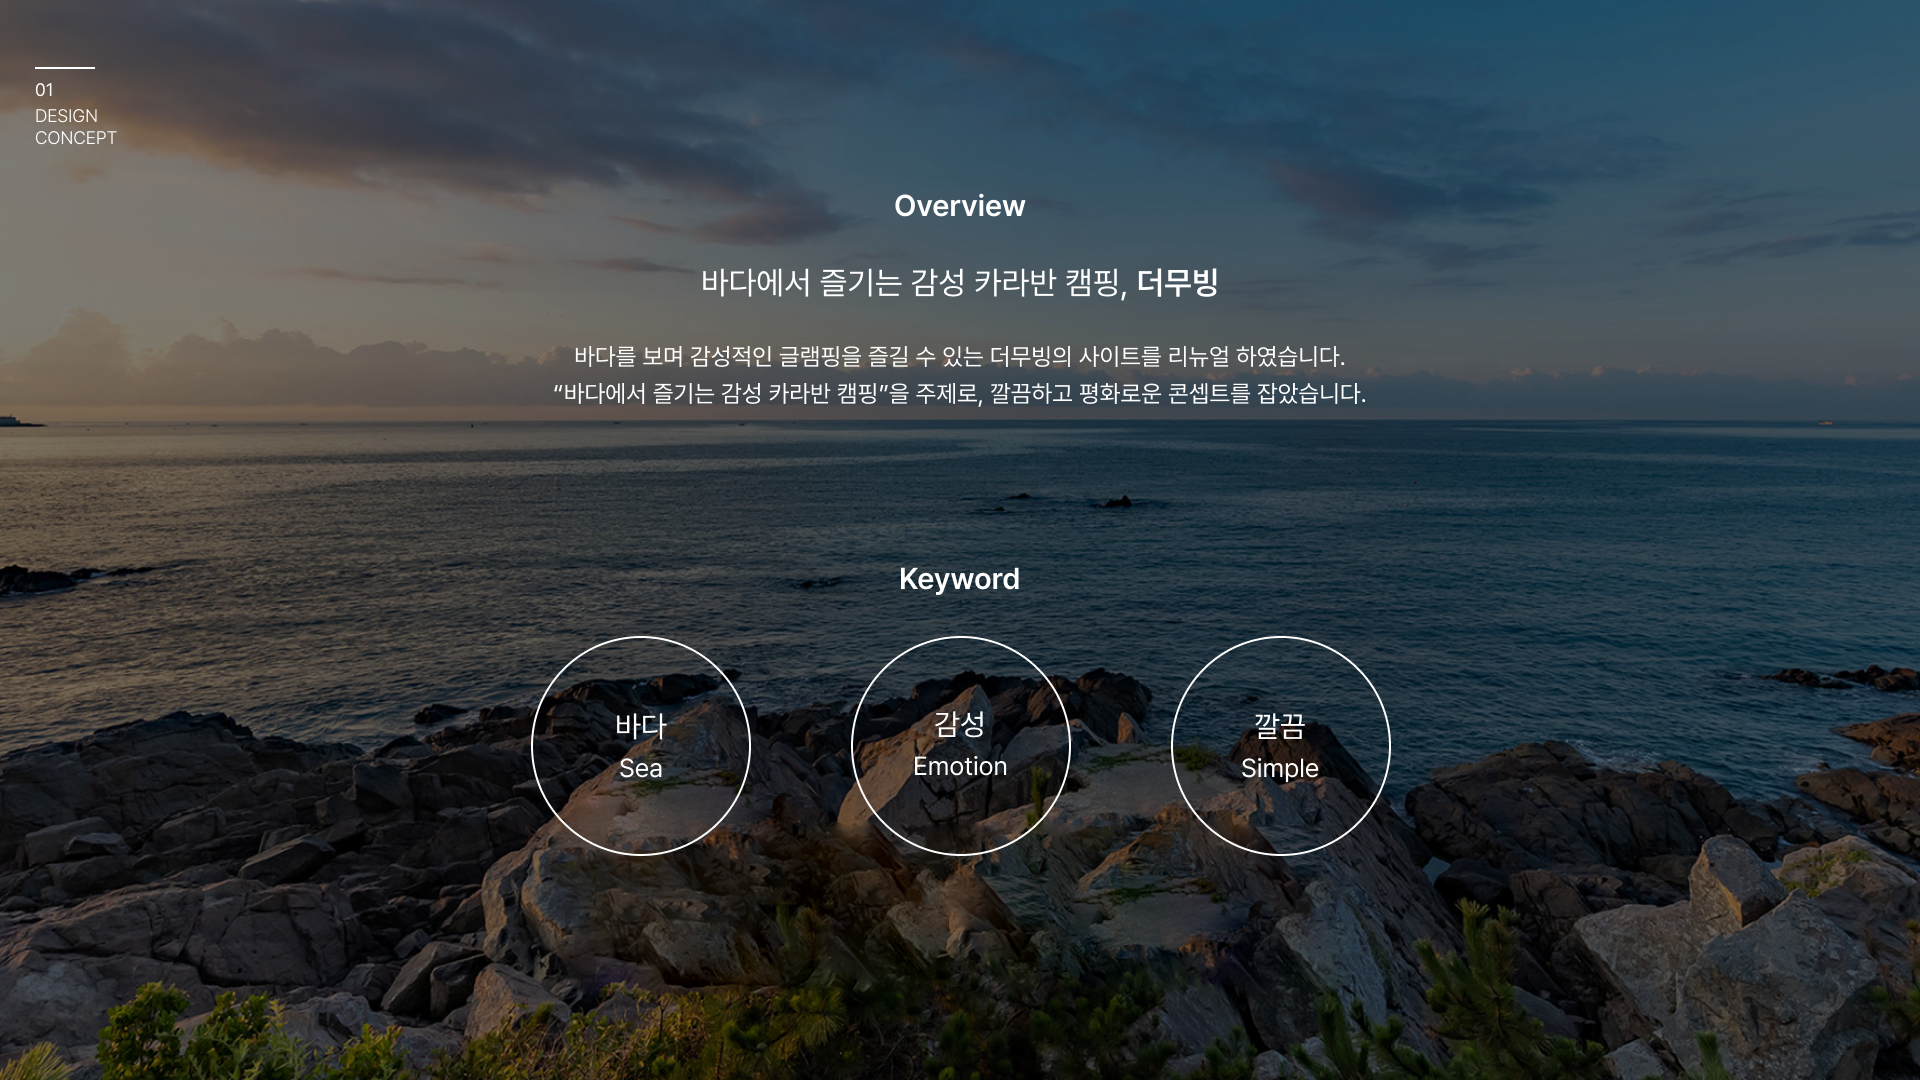 01
DESIGN
CONCEPT
Overview
바다에서 즐기는 감성 카라반 캠핑, 더무빙
바다를 보며 감성적인 글램핑을 즐길 수 있는 더무빙의 사이트를 리뉴얼 하였습니다.
“바다에서 즐기는 감성 카라반 캠핑”을 주제로, 깔끔하고 평화로운 콘셉트를 잡았습니다.
Keyword
바다
Sea
감성
Emotion
깔끔
Simple